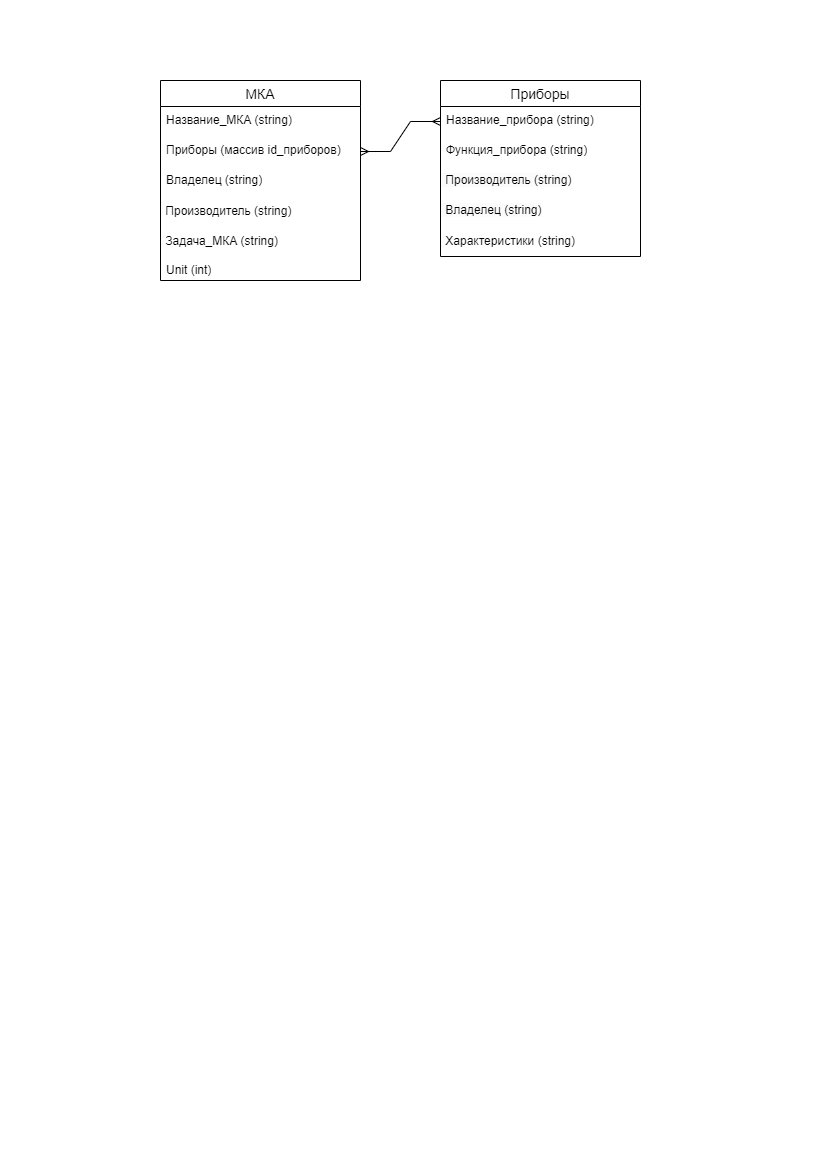 МКА
Название_МКА (string)
Приборы (массив id_приборов)
Владелец (string)
Производитель (string)
Задача_МКА (string)
Unit (int)
Приборы
Название_прибора (string)
Функция_прибора (string)
Производитель (string)
Владелец (string)
Характеристики (string)